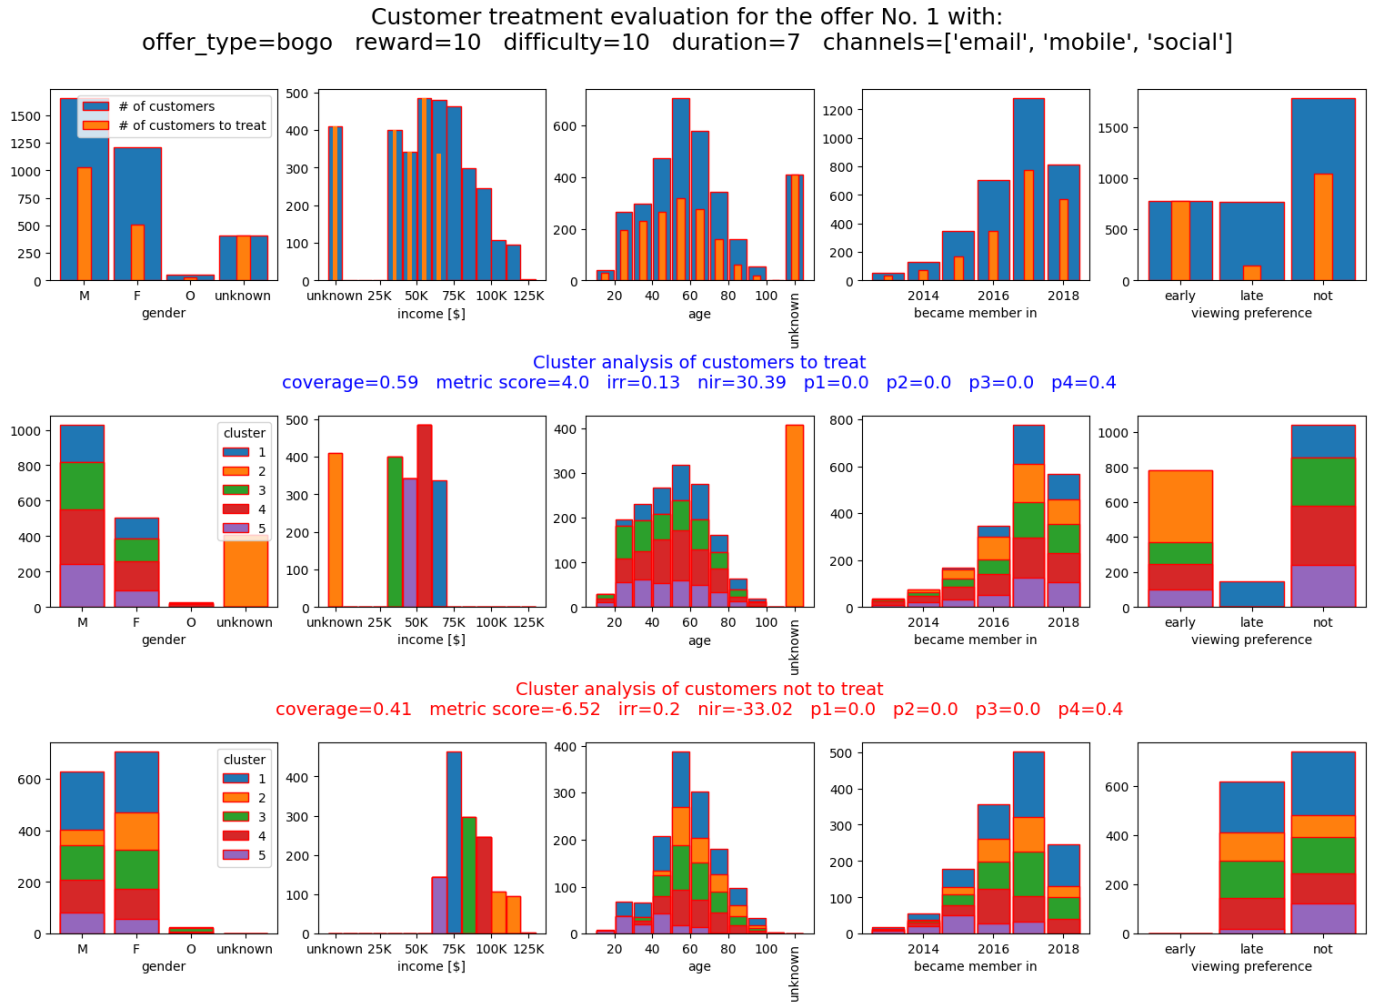 Customer treatment evaluation for the offer No. 1 with:
offer_type=bogo   reward=10   difficulty=10   duration=7   channels=['email', 'mobile', 'social']
# of customers
# of customers to treat
0
250
500
750
1000
1250
1500
M
F
O
unknown
gender
0
100
200
300
400
500
unknown
25K
50K
75K
100K
125K
income [$]
0
200
400
600
20
40
60
80
100
unknown
age
0
200
400
600
800
1000
1200
2014
2016
2018
became member in
0
500
1000
1500
early
late
not
viewing preference
Cluster analysis of customers to treat
coverage=0.59   metric score=4.0   irr=0.13   nir=30.39   p1=0.0   p2=0.0   p3=0.0   p4=0.4
cluster
1
2
3
4
5
0
200
400
600
800
1000
M
F
O
unknown
gender
0
100
200
300
400
500
unknown
25K
50K
75K
100K
125K
income [$]
0
100
200
300
400
20
40
60
80
100
unknown
age
0
200
400
600
800
2014
2016
2018
became member in
0
200
400
600
800
1000
early
late
not
viewing preference
Cluster analysis of customers not to treat
coverage=0.41   metric score=-6.52   irr=0.2   nir=-33.02   p1=0.0   p2=0.0   p3=0.0   p4=0.4
cluster
1
2
3
4
5
0
200
400
600
M
F
O
unknown
gender
0
100
200
300
400
unknown
25K
50K
75K
100K
125K
income [$]
0
100
200
300
400
20
40
60
80
100
unknown
age
0
100
200
300
400
500
2014
2016
2018
became member in
0
200
400
600
early
late
not
viewing preference